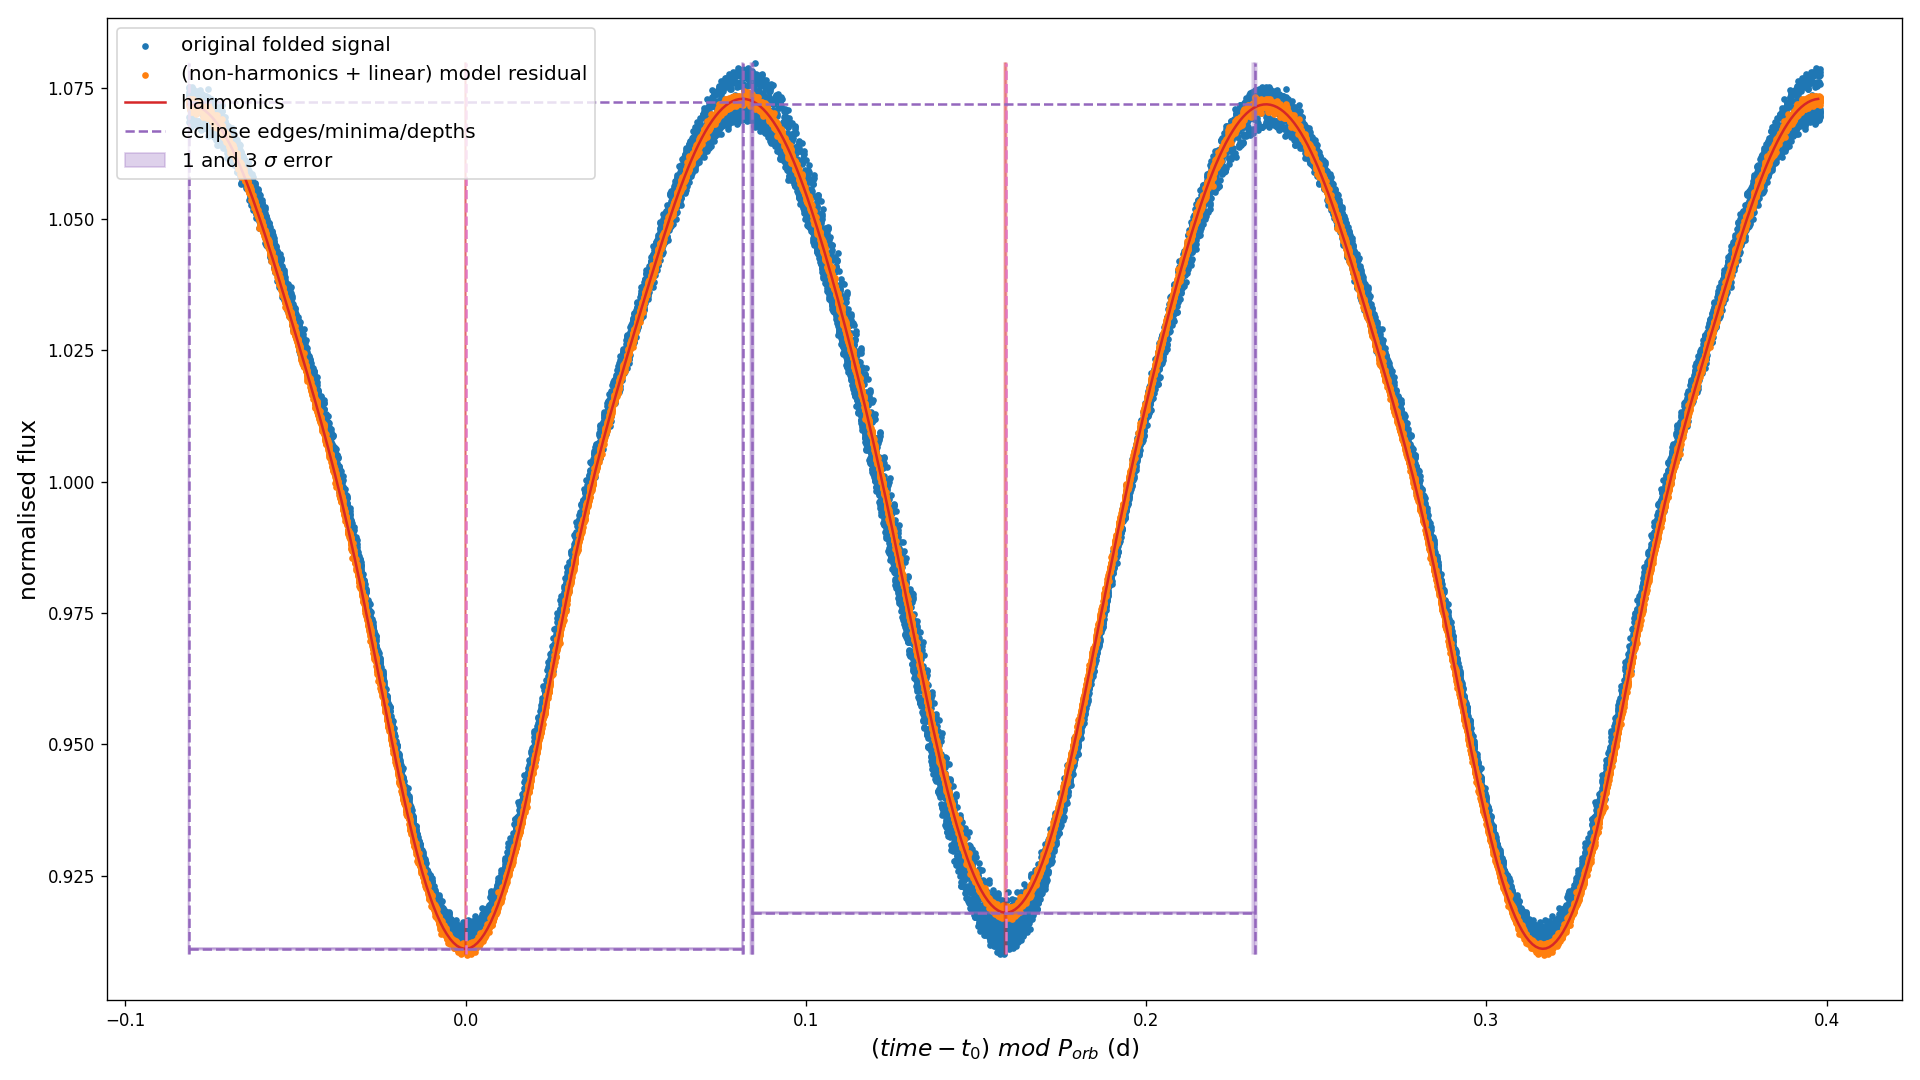 original folded signal
(non-harmonics + linear) model residual
harmonics
eclipse edges/minima/depths
1 and 3 σ error
normalised flux
1.075
1.050
1.025
1.000
0.975
0.950
0.925
−0.1
0.0
0.1
0.2
0.3
0.4
(time − t₀) mod P_orb (d)